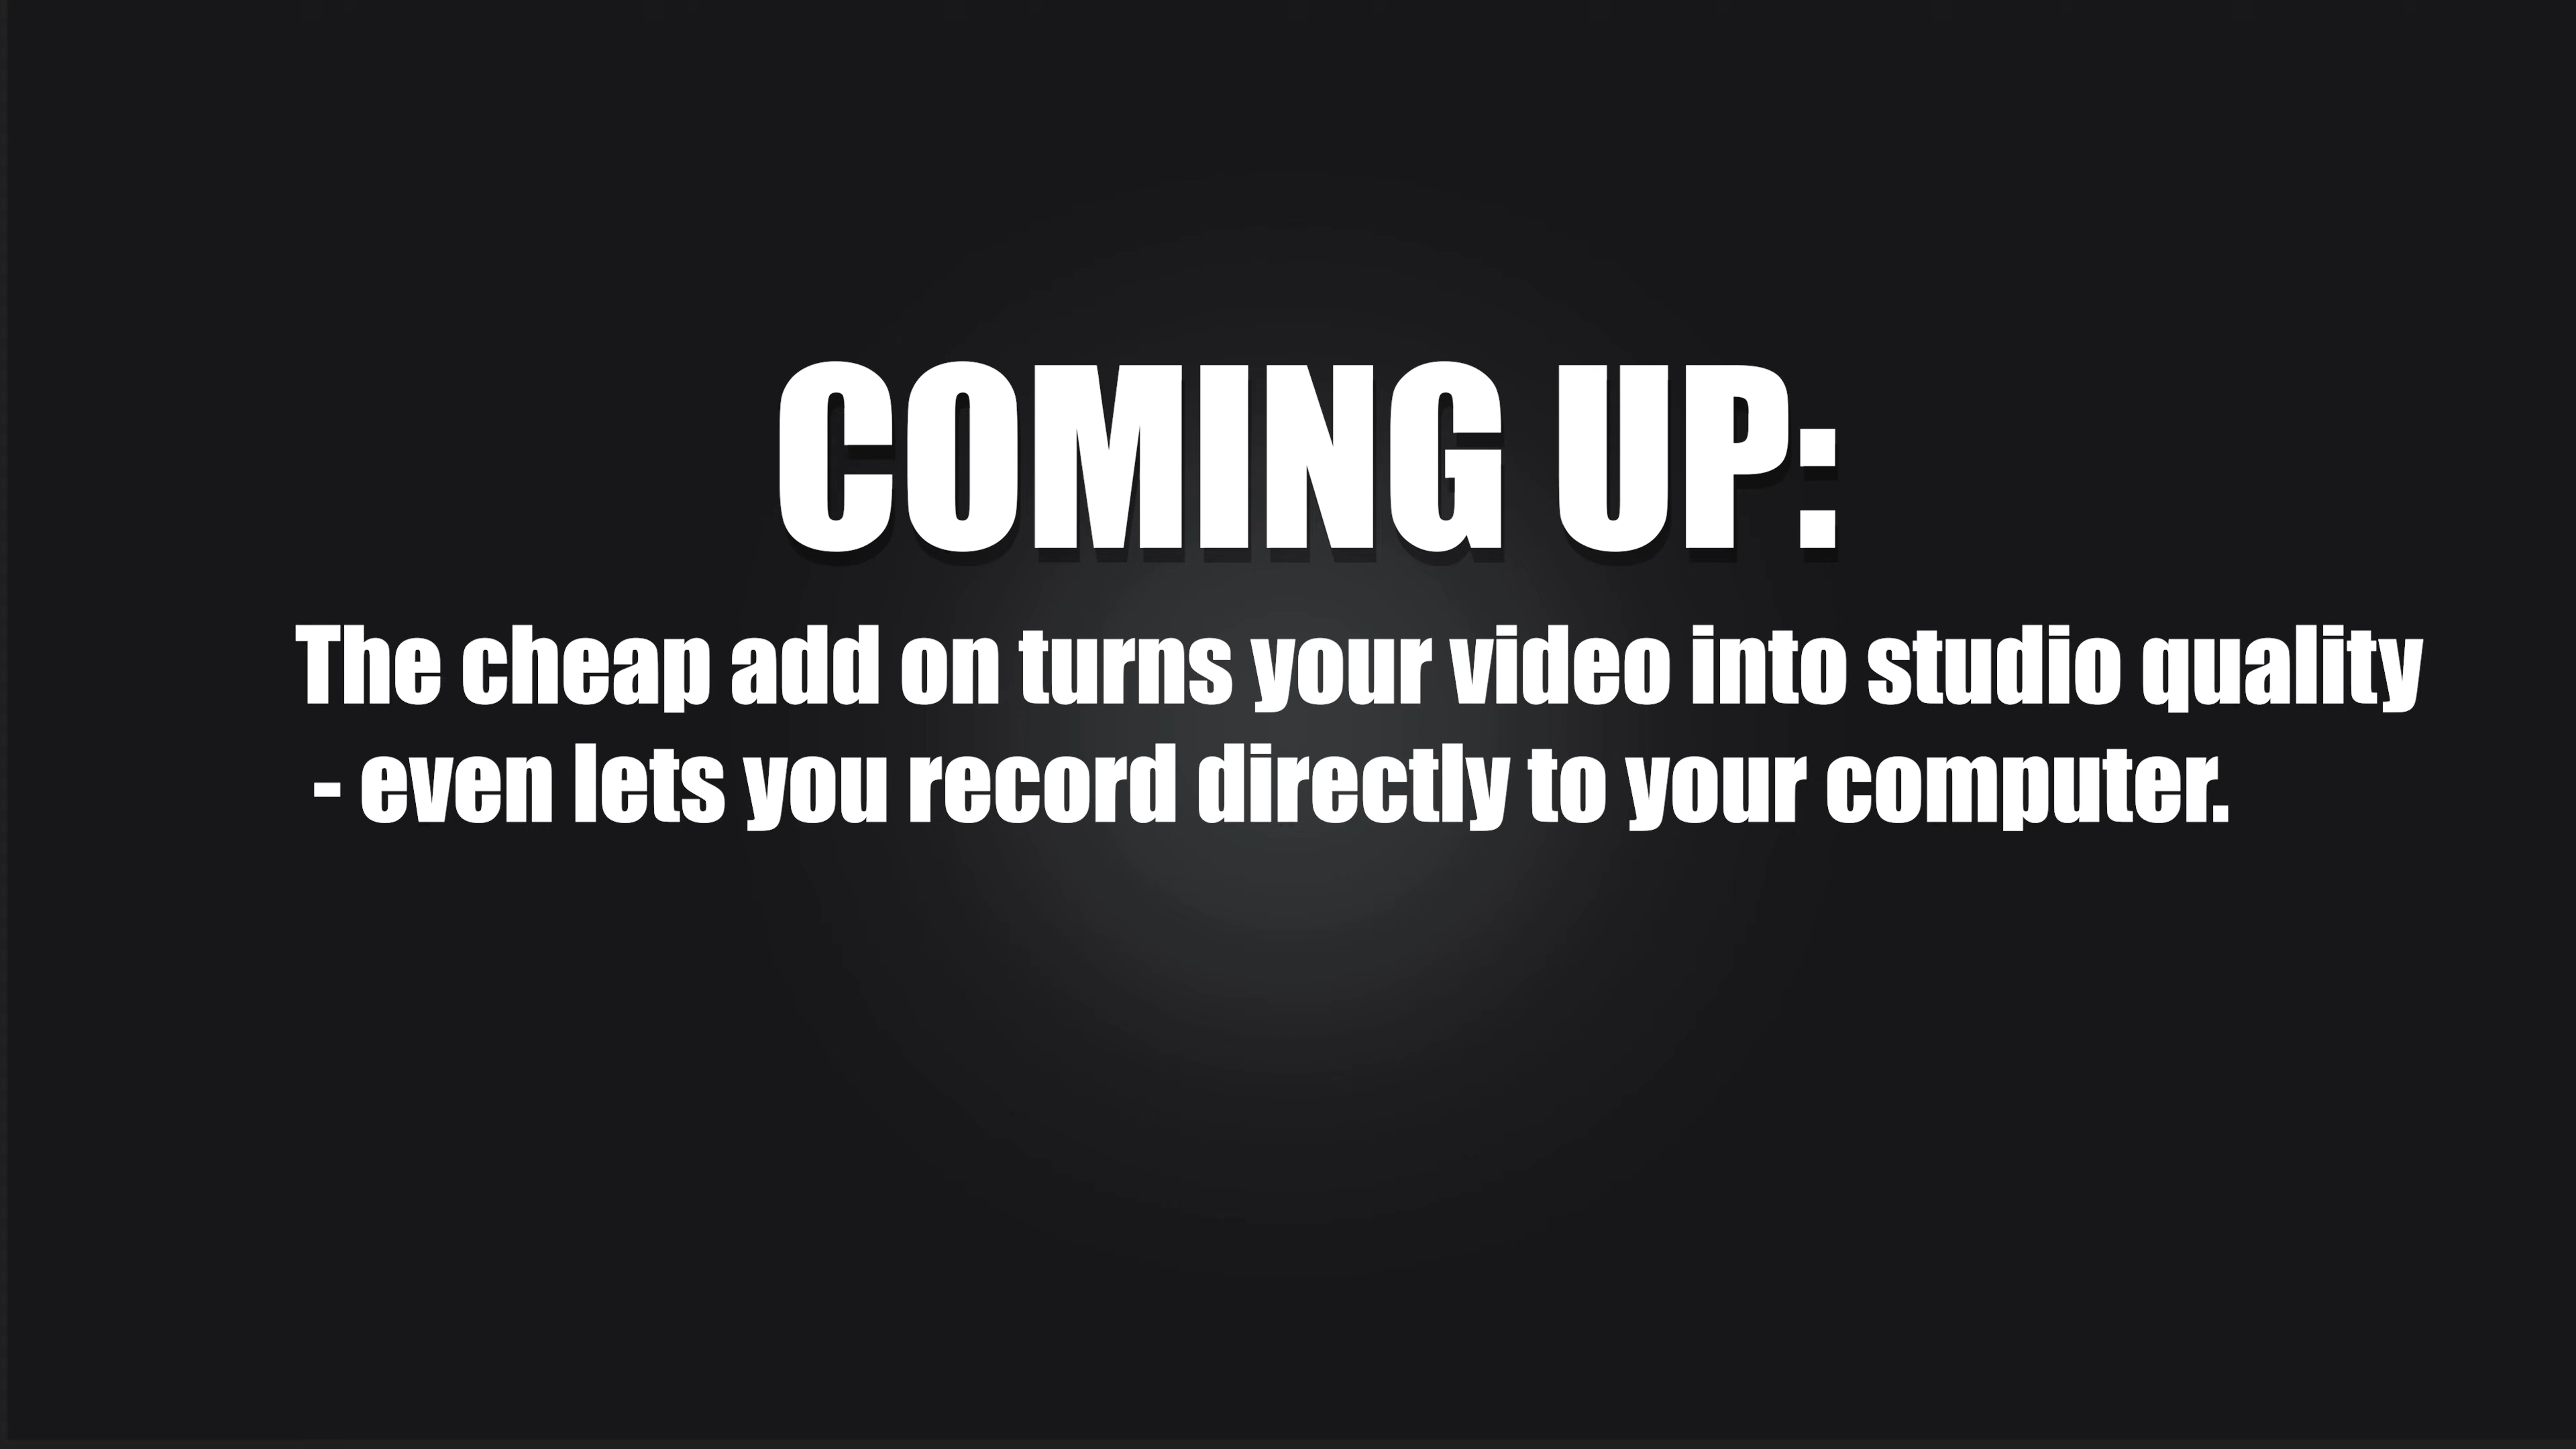 COMING UP:
The cheap add on turns your video into studio quality
- even lets you record directly to your computer.